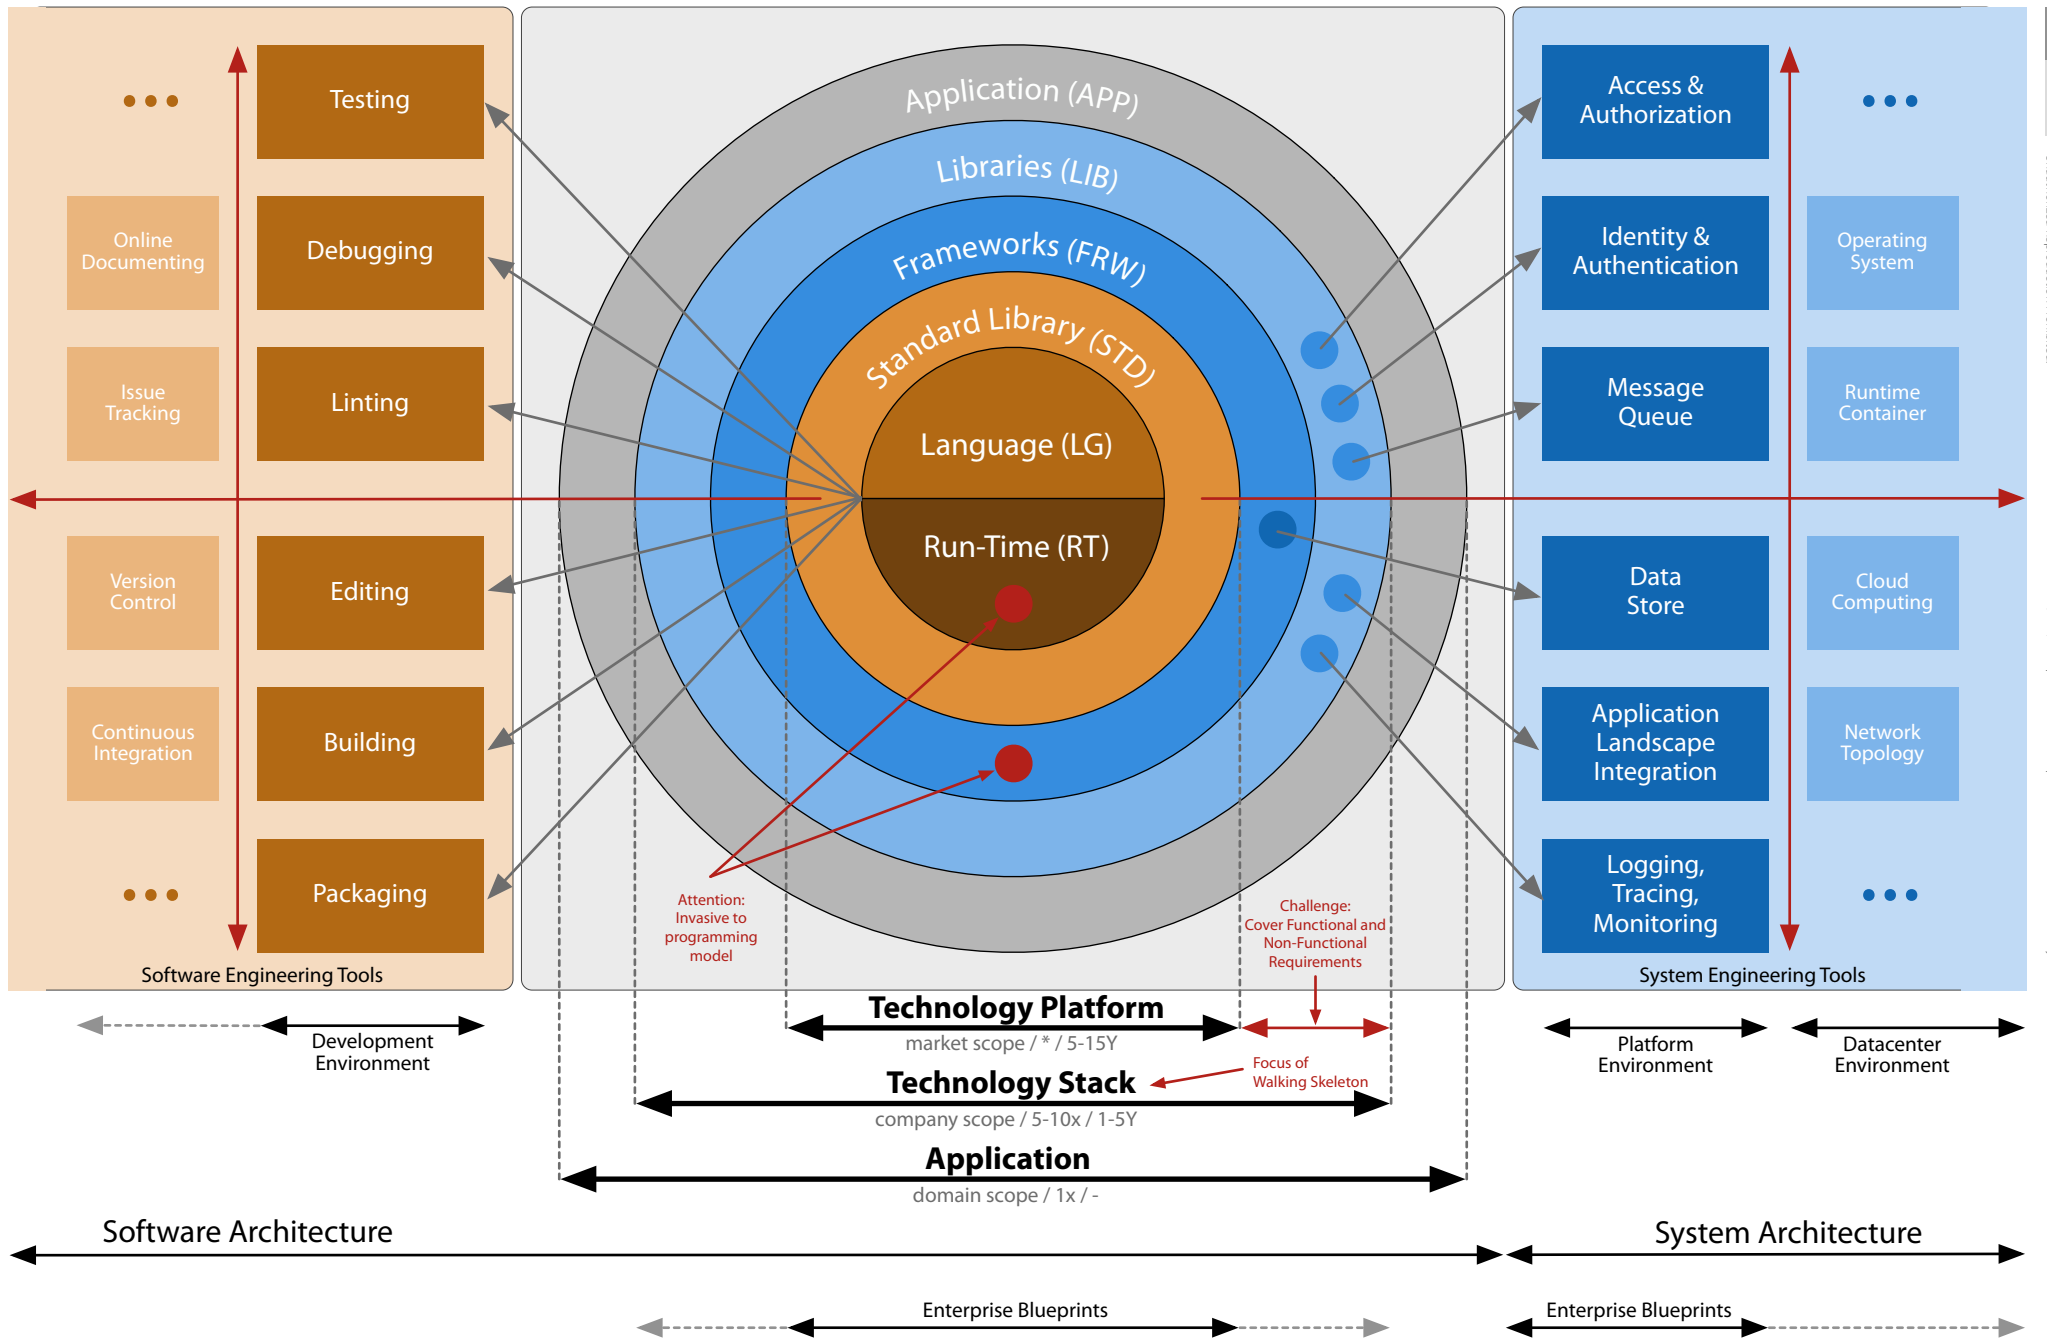 Testing
Debugging
Linting
Editing
Building
Packaging
Online
Documenting
Issue
Tracking
Version
Control
Continuous
Integration
Software Engineering Tools
Application (APP)
Libraries (LIB)
Frameworks (FRW)
Standard Library (STD)
Language (LG)
Run-Time (RT)
Attention:
Invasive to
programming
model
Challenge:
Cover Functional and
Non-Functional
Requirements
Access &
Authorization
Identity &
Authentication
Message
Queue
Data
Store
Application
Landscape
Integration
Logging,
Tracing,
Monitoring
Operating
System
Runtime
Container
Cloud
Computing
Network
Topology
System Engineering Tools
Development
Environment
Technology Platform
market scope / * / 5-15Y
Focus of
Walking Skeleton
Technology Stack
company scope / 5-10x / 1-5Y
Application
domain scope / 1x / -
Platform
Environment
Datacenter
Environment
Software Architecture
System Architecture
Enterprise Blueprints
Enterprise Blueprints